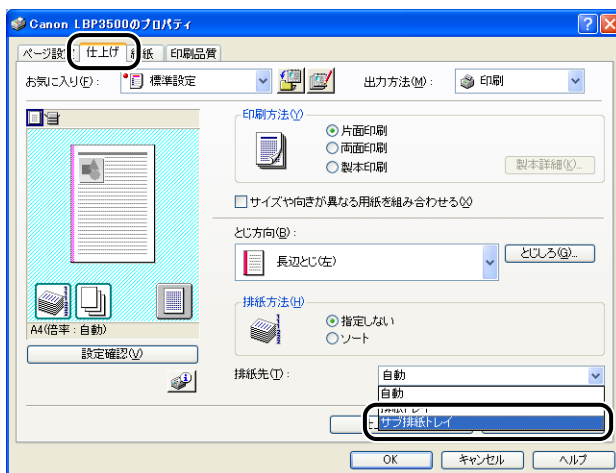 Canon LBP3500のプロパティ
ページ設定 仕上げ 給紙 印刷品質
お気に入り(F): 標準設定 出力方法(M): 印刷
印刷方法(Y)
片面印刷
両面印刷
製本印刷 製本詳細(K)...
サイズや向きが異なる用紙を組み合わせる(X)
とじ方向(B):
長辺とじ(左) とじしろ(G)...
A4(倍率:自動)
設定確認(V)
排紙方法(H)
指定しない
ソート
排紙先(T): 自動
自動
排紙トレイ
サブ排紙トレイ
OK キャンセル ヘルプ